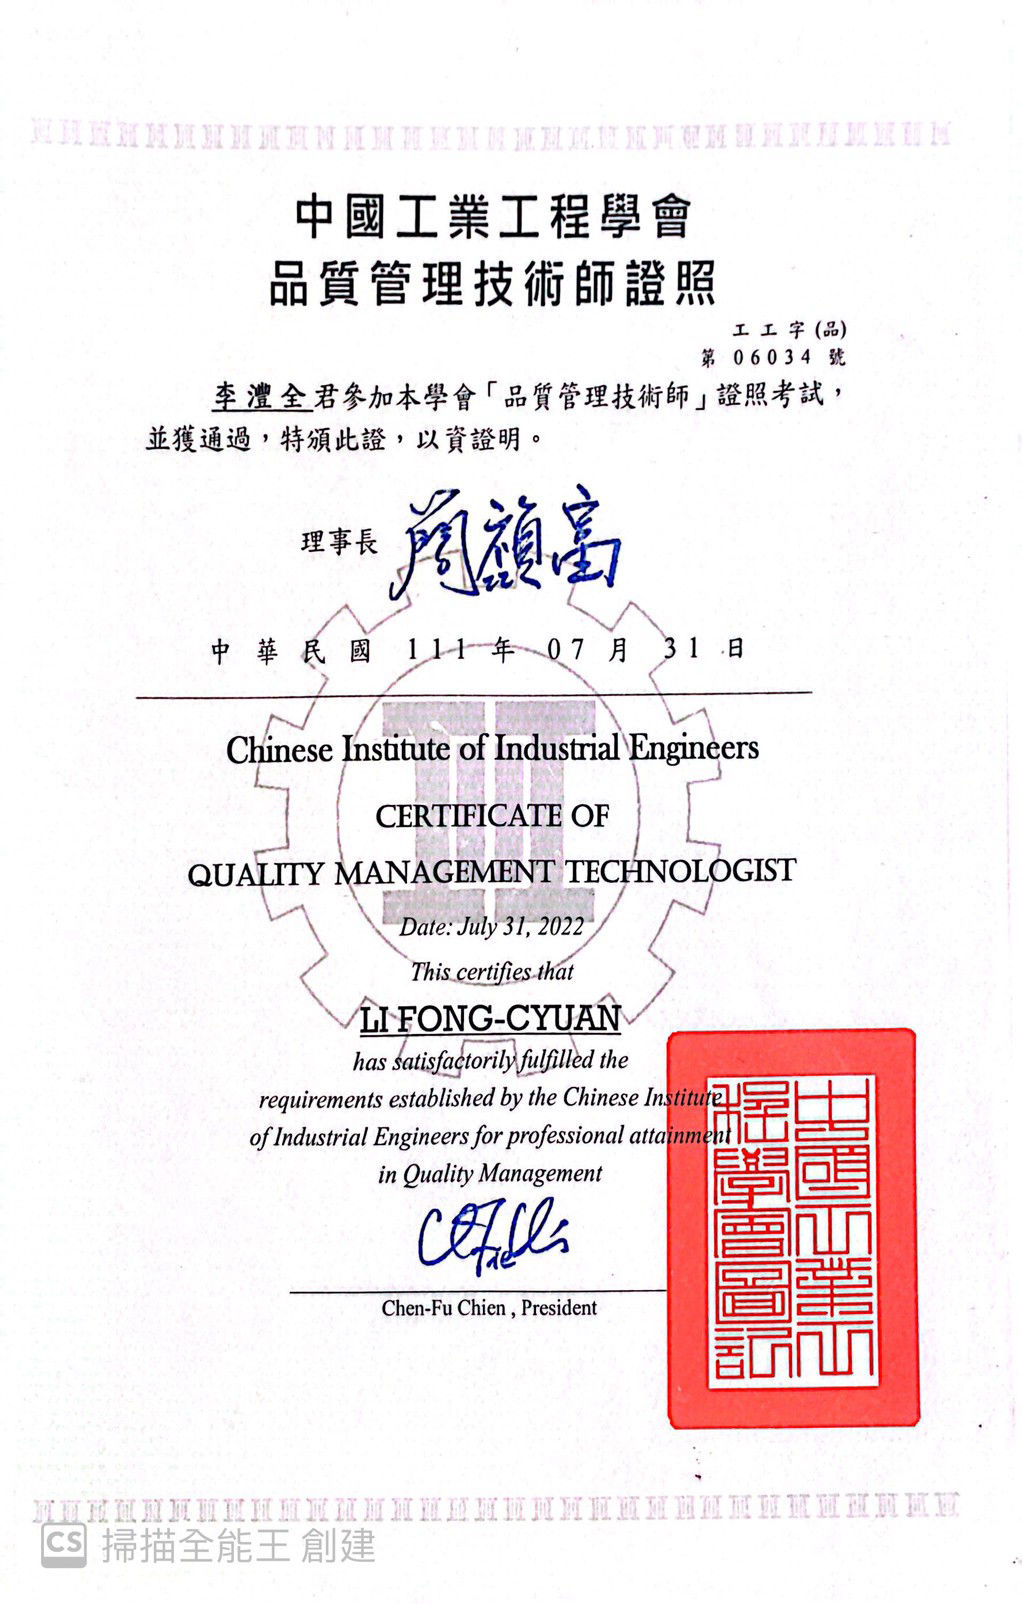 中國工業工程學會
品質管理技術師證照
工工字(品)
第 06034 號
李灃全君參加本學會「品質管理技術師」證照考試，
並獲通過，特頒此證，以資證明。
理事長
中華民國 111 年 07 月 31 日
Chinese Institute of Industrial Engineers
CERTIFICATE OF
QUALITY MANAGEMENT TECHNOLOGIST
Date: July 31, 2022
This certifies that
LI FONG-CYUAN
has satisfactorily fulfilled the
requirements established by the Chinese Institute
of Industrial Engineers for professional attainment
in Quality Management
Chen-Fu Chien , President
中國工業工
程學會圖記
CS 掃描全能王 創建